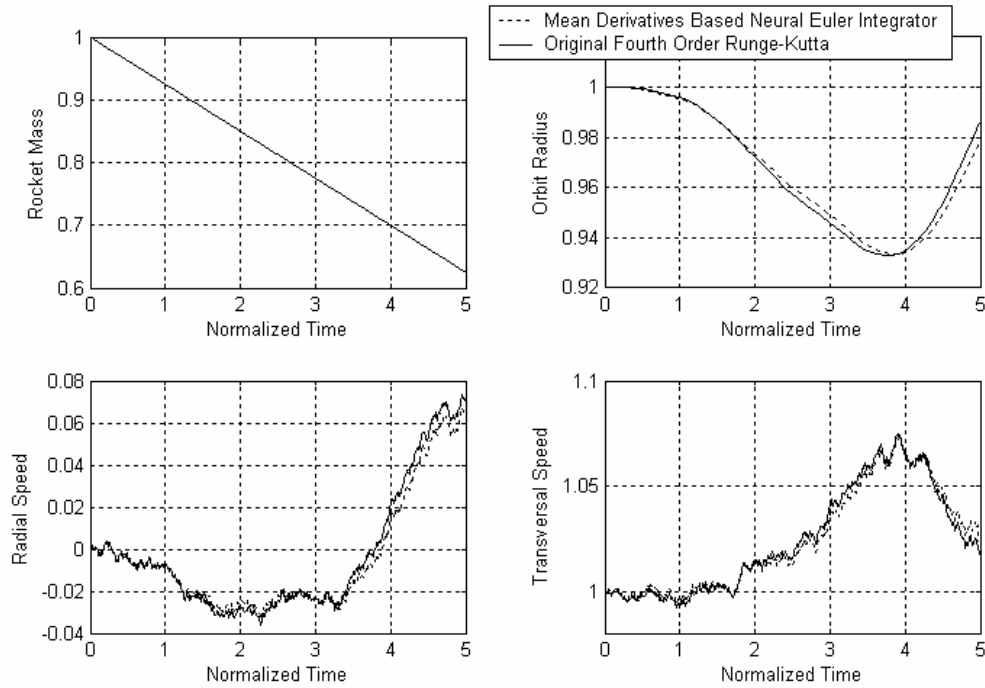 Mean Derivatives Based Neural Euler Integrator
Original Fourth Order Runge-Kutta
1
0.9
0.8
0.7
0.6
Rocket Mass
0 1 2 3 4 5
Normalized Time
1
0.98
0.96
0.94
0.92
Orbit Radius
0 1 2 3 4 5
Normalized Time
0.08
0.06
0.04
0.02
0
-0.02
-0.04
Radial Speed
0 1 2 3 4 5
Normalized Time
1.1
1.05
1
Transversal Speed
0 1 2 3 4 5
Normalized Time